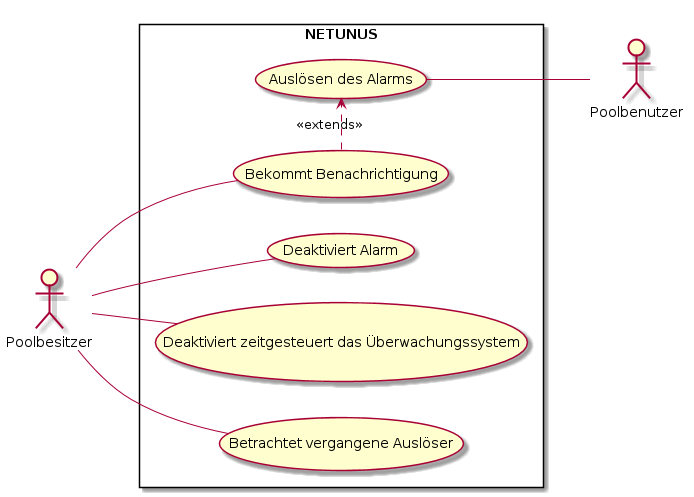 NETUNUS
Auslösen des Alarms
Poolbenutzer
«extends»
Bekommt Benachrichtigung
Deaktiviert Alarm
Poolbesitzer
Deaktiviert zeitgesteuert das Überwachungssystem
Betrachtet vergangene Auslöser